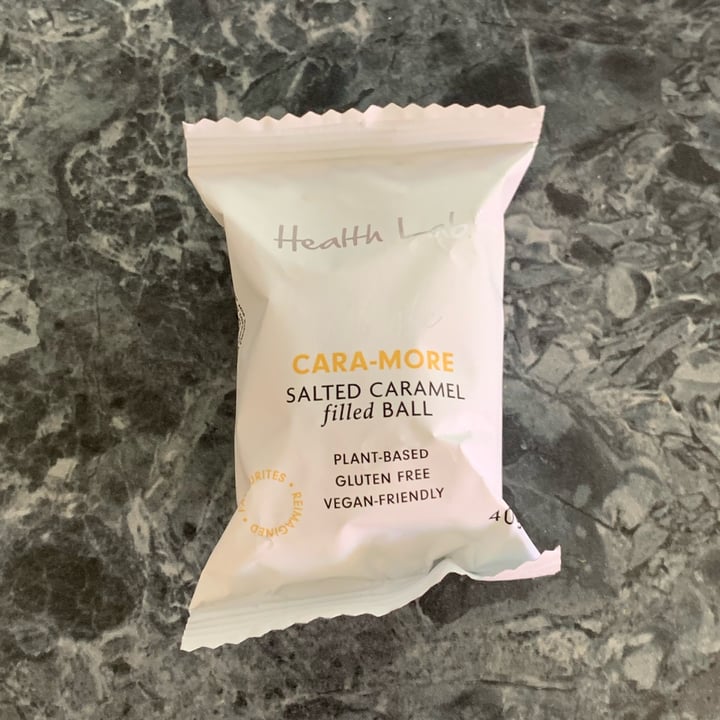 Health Lab
CARA-MORE
SALTED CARAMEL
filled BALL
PLANT-BASED
GLUTEN FREE
VEGAN-FRIENDLY
REIMAGINED